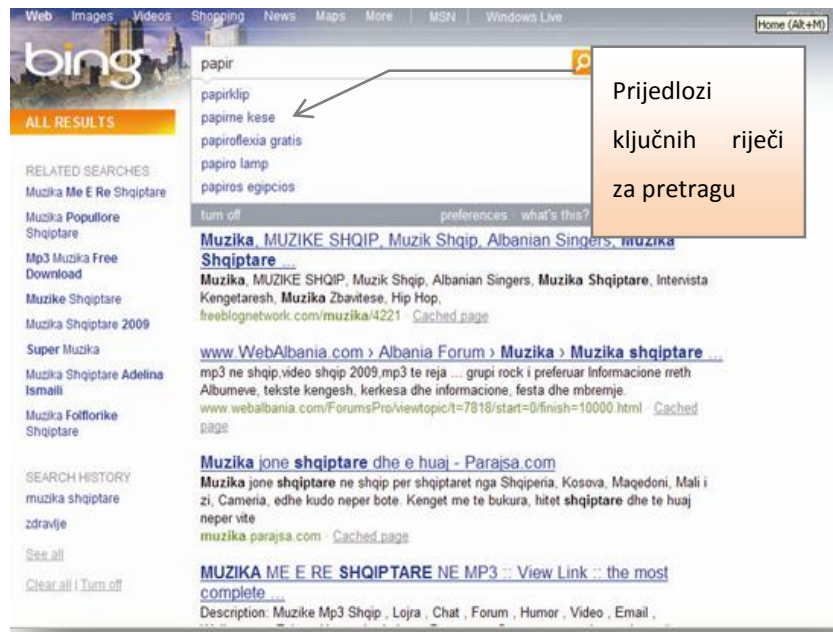 Web Images Videos Shopping News Maps More MSN Windows Live
Home (Alt+M)
bing
papir
papirklip
papirne kese
papiroflexia gratis
papiro lamp
papiros egipcios
turn off preferences · what's this?
Prijedlozi
ključnih riječi
za pretragu
ALL RESULTS
RELATED SEARCHES
Muzika Me E Re Shqiptare
Muzika Popullore
Shqiptare
Mp3 Muzika Free
Download
Muzike Shqiptare
Muzika Shqiptare 2009
Super Muzika
Muzika Shqiptare Adelina
Ismaili
Muzika Folflorike
Shqiptare
SEARCH HISTORY
muzika shqiptare
zdravlje
See all
Clear all | Turn off
Muzika, MUZIKE SHQIP, Muzik Shqip, Albanian Singers, Muzika
Shqiptare ...
Muzika, MUZIKE SHQIP, Muzik Shqip, Albanian Singers, Muzika Shqiptare, Intervista
Kengetaresh, Muzika Zbavitese, Hip Hop,
freeblognetwork.com/muzika/4221 · Cached page
www.WebAlbania.com › Albania Forum › Muzika › Muzika shqiptare ...
mp3 ne shqip,video shqip 2009,mp3 te reja ... grupi rock i preferuar Informacione rreth
Albumeve, tekste kengesh, kerkesa dhe informacione, festa dhe mbremje.
www.webalbania.com/ForumsPro/viewtopic/t=7818/start=0/finish=10000.html · Cached
page
Muzika jone shqiptare dhe e huaj - Parajsa.com
Muzika jone shqiptare ne shqip per shqiptaret nga Shqiperia, Kosova, Maqedoni, Mali i
zi, Cameria, edhe kudo neper bote. Kenget me te bukura, hitet shqiptare dhe te huaj
neper vite
muzika.parajsa.com · Cached page
MUZIKA ME E RE SHQIPTARE NE MP3 :: View Link :: the most
complete ...
Description: Muzike Mp3 Shqip , Lojra , Chat , Forum , Humor , Video , Email ,